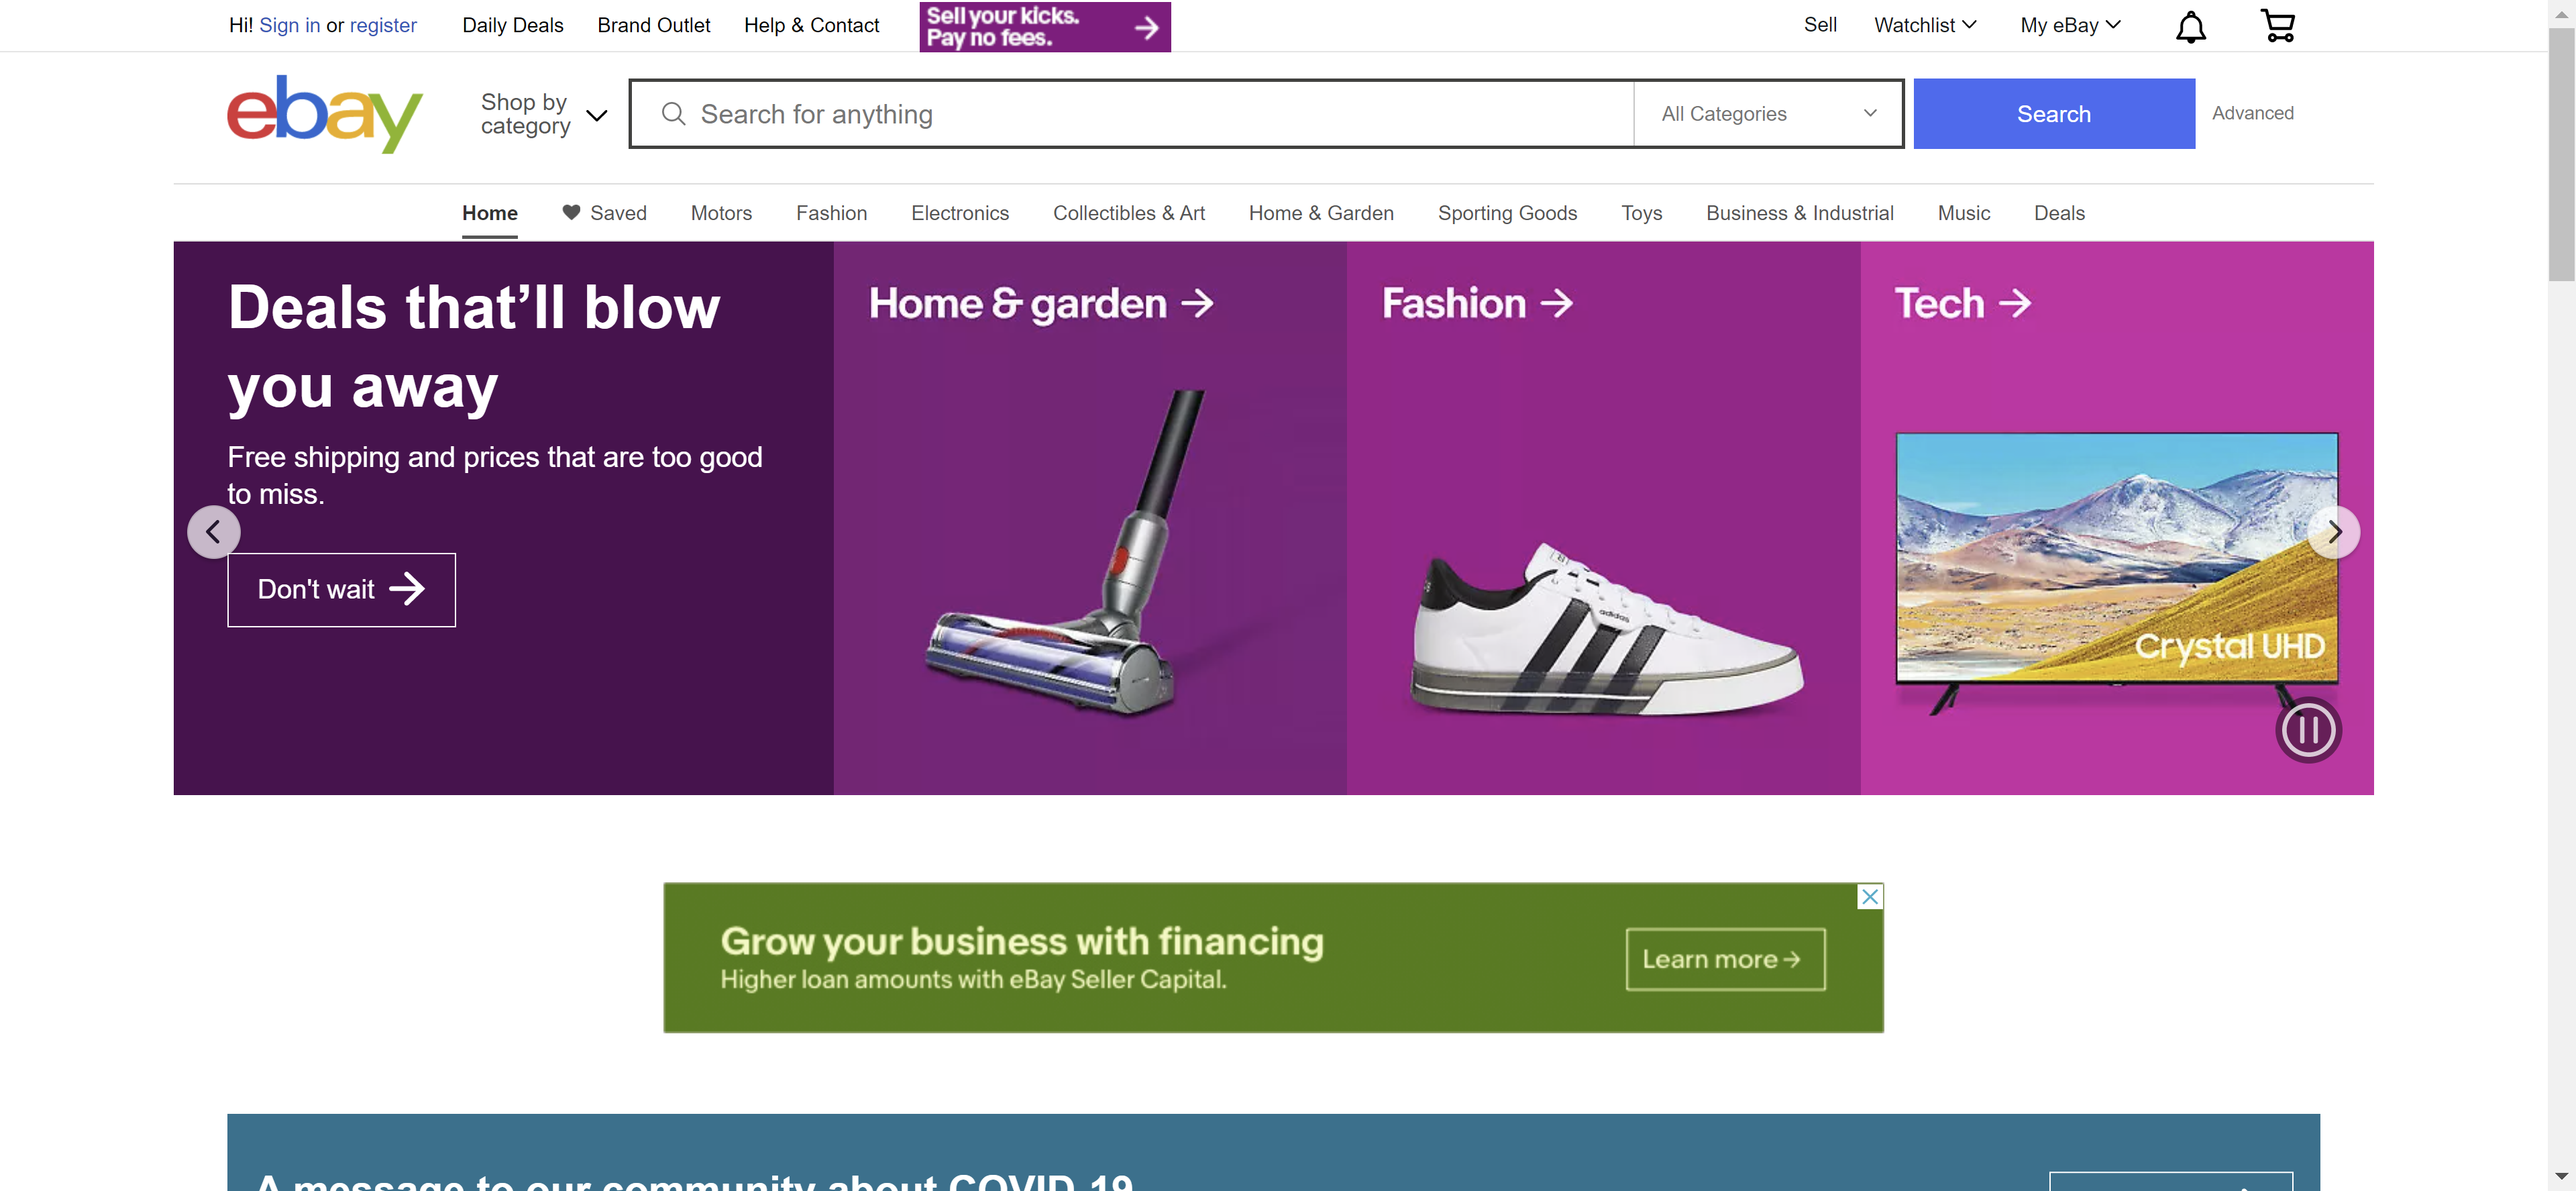 Hi! Sign in or register Daily Deals Brand Outlet Help & Contact
Sell your kicks.
Pay no fees.
Sell Watchlist My eBay
ebay
Shop by
category
Search for anything
All Categories
Search
Advanced
Home Saved Motors Fashion Electronics Collectibles & Art Home & Garden Sporting Goods Toys Business & Industrial Music Deals
Deals that’ll blow
you away
Free shipping and prices that are too good
to miss.
Don't wait
Home & garden
Fashion
adidas
Tech
Crystal UHD
Grow your business with financing
Higher loan amounts with eBay Seller Capital.
Learn more
A message to our community about COVID-19